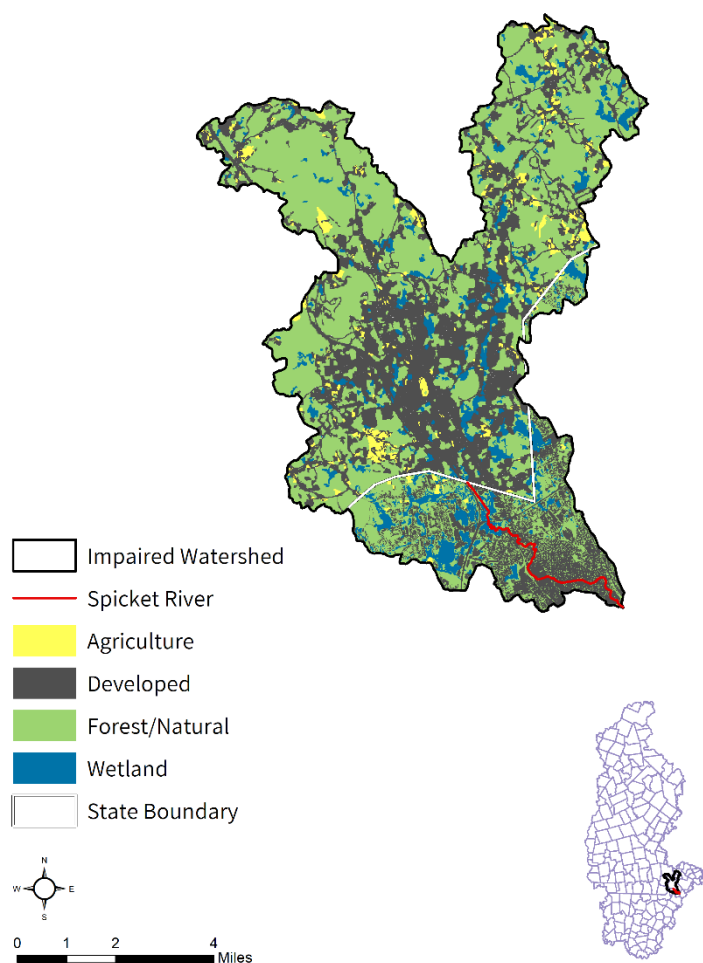 Impaired Watershed
Spicket River
Agriculture
Developed
Forest/Natural
Wetland
State Boundary
N
W E
S
0 1 2 4
Miles